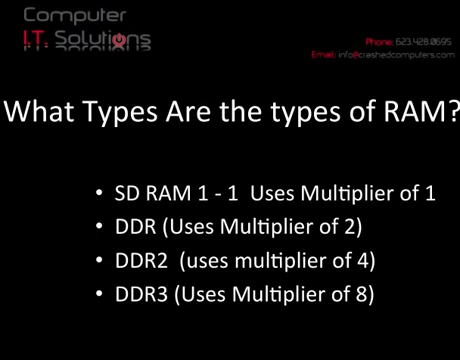 Computer
I.T. Solutions
Phone: 623.428.0695
Email: info@crashedcomputers.com
What Types Are the types of RAM?
• SD RAM 1 - 1 Uses Multiplier of 1
• DDR (Uses Multiplier of 2)
• DDR2 (uses multiplier of 4)
• DDR3 (Uses Multiplier of 8)